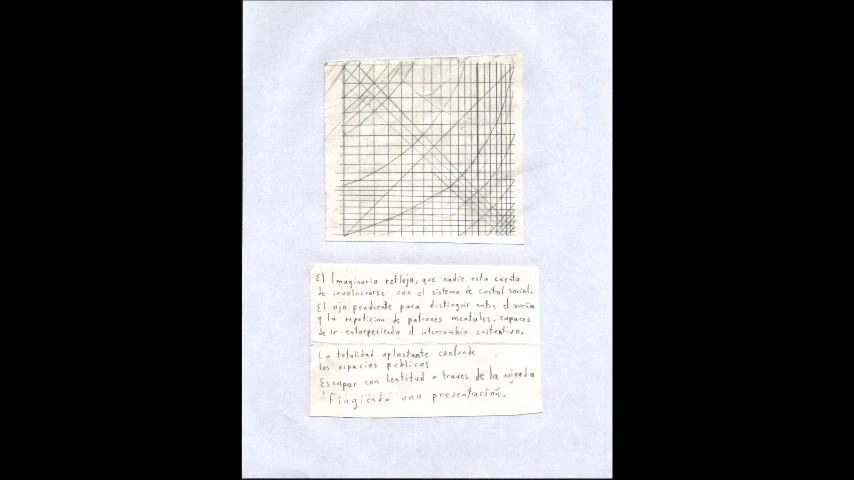 El Imaginario refleja, que nadie esta exento
de involucrarse con el sistema de control social.
El ojo pendiente para distinguir entre el sueño
y la repeticion de patrones mentales, capaces
de ir entorpeciendo el intercambio sustantivo.
La totalidad aplastante confunde
los espacios publicos
Escapar con lentitud a traves de la mirada
Fingiendo una presentación.